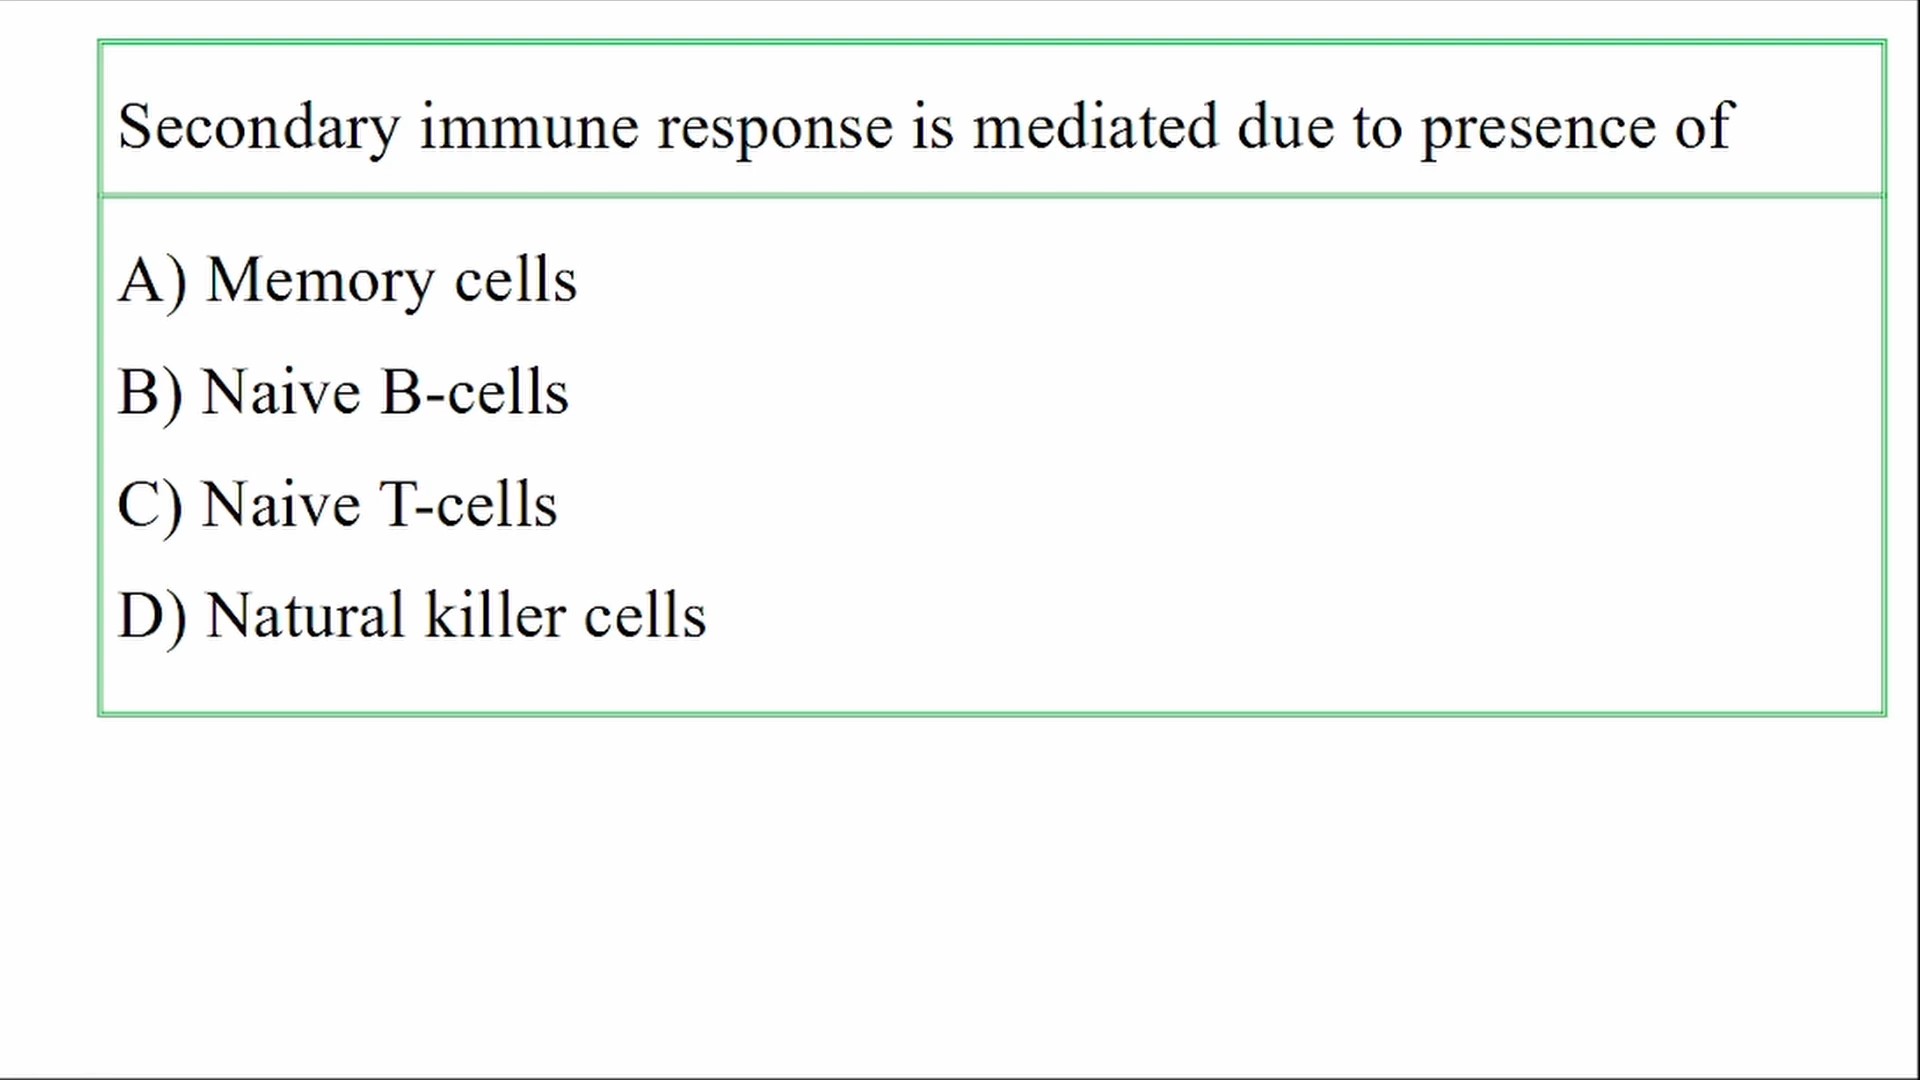 Secondary immune response is mediated due to presence of
A) Memory cells
B) Naive B-cells
C) Naive T-cells
D) Natural killer cells